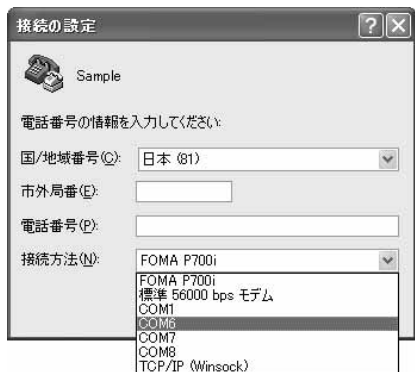 接続の設定
Sample
電話番号の情報を入力してください:
国/地域番号(C): 日本 (81)
市外局番(E):
電話番号(P):
接続方法(N): FOMA P700i
FOMA P700i
標準 56000 bps モデム
COM1
COM6
COM7
COM8
TCP/IP (Winsock)